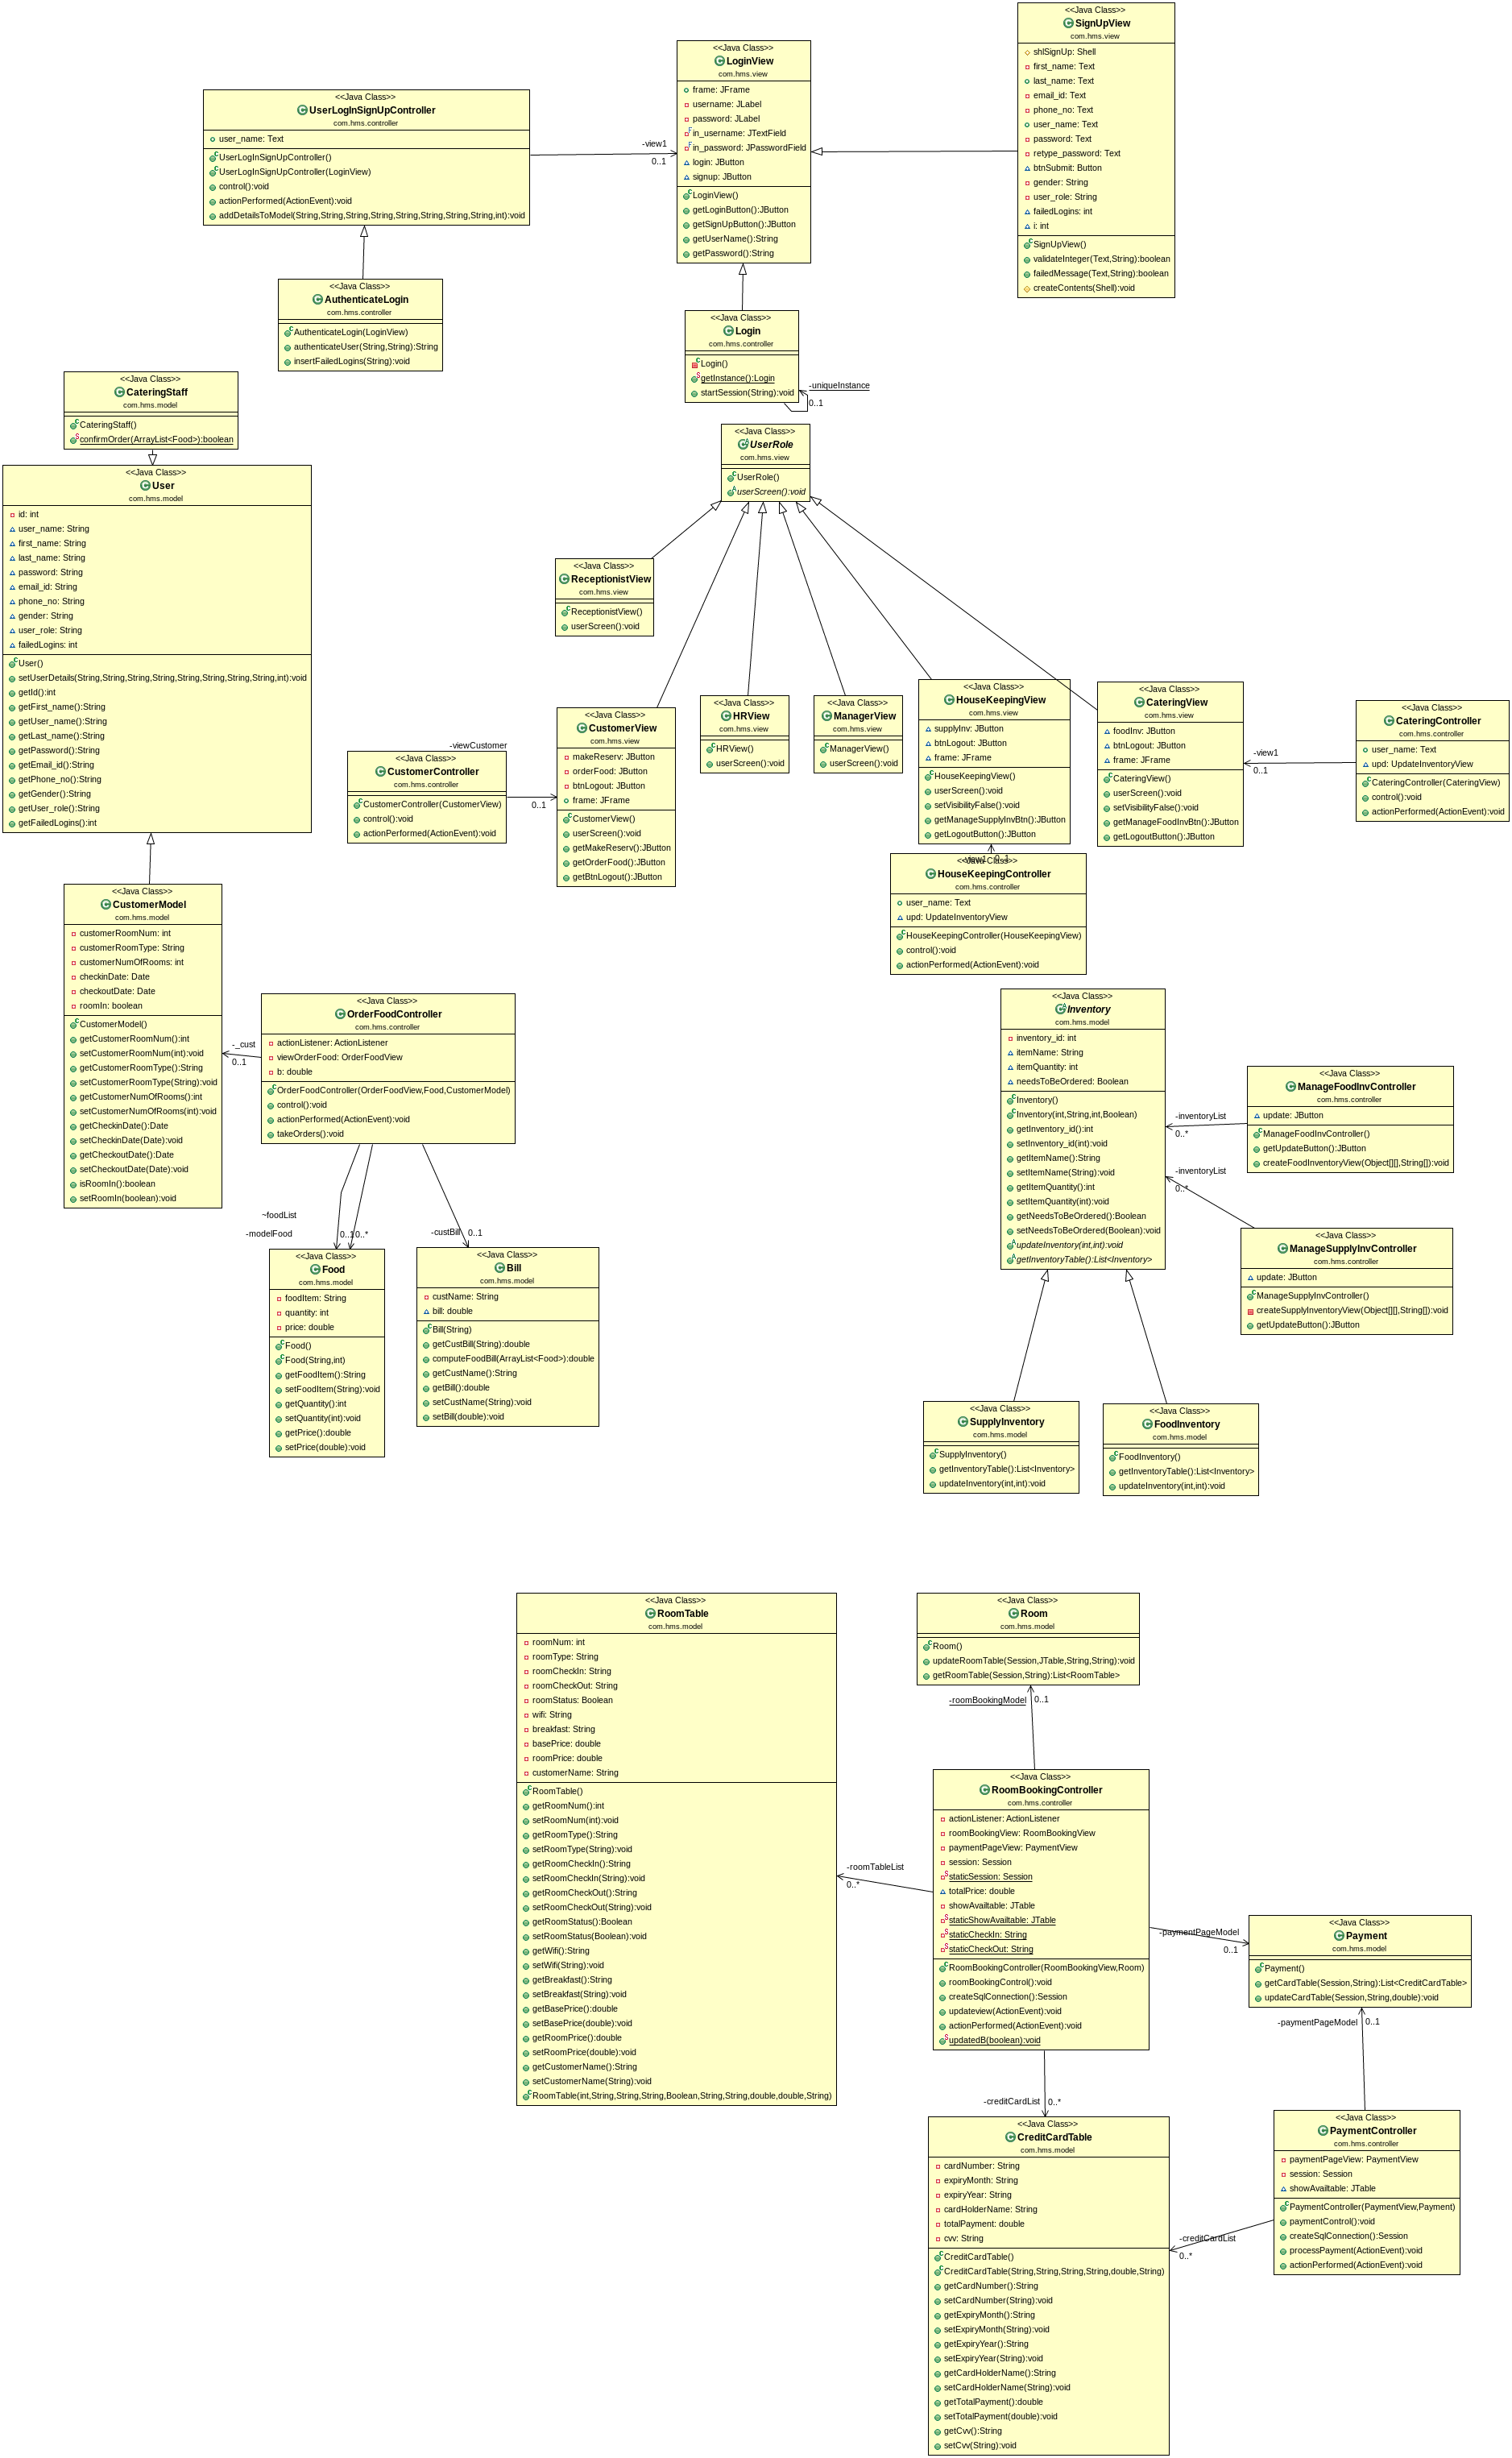 <<Java Class>>
SignUpView
com.hms.view
shlSignUp: Shell
first_name: Text
last_name: Text
email_id: Text
phone_no: Text
user_name: Text
password: Text
retype_password: Text
btnSubmit: Button
gender: String
user_role: String
failedLogins: int
i: int
SignUpView()
validateInteger(Text,String):boolean
failedMessage(Text,String):boolean
createContents(Shell):void
<<Java Class>>
LoginView
com.hms.view
frame: JFrame
username: JLabel
password: JLabel
in_username: JTextField
in_password: JPasswordField
login: JButton
signup: JButton
LoginView()
getLoginButton():JButton
getSignUpButton():JButton
getUserName():String
getPassword():String
<<Java Class>>
UserLogInSignUpController
com.hms.controller
user_name: Text
UserLogInSignUpController()
UserLogInSignUpController(LoginView)
control():void
actionPerformed(ActionEvent):void
addDetailsToModel(String,String,String,String,String,String,String,String,int):void
-view1
0..1
<<Java Class>>
AuthenticateLogin
com.hms.controller
AuthenticateLogin(LoginView)
authenticateUser(String,String):String
insertFailedLogins(String):void
<<Java Class>>
Login
com.hms.controller
Login()
getInstance():Login
startSession(String):void
-uniqueInstance
0..1
<<Java Class>>
CateringStaff
com.hms.model
CateringStaff()
confirmOrder(ArrayList<Food>):boolean
<<Java Class>>
UserRole
com.hms.view
UserRole()
userScreen():void
<<Java Class>>
User
com.hms.model
id: int
user_name: String
first_name: String
last_name: String
password: String
email_id: String
phone_no: String
gender: String
user_role: String
failedLogins: int
User()
setUserDetails(String,String,String,String,String,String,String,String,int):void
getId():int
getFirst_name():String
getUser_name():String
getLast_name():String
getPassword():String
getEmail_id():String
getPhone_no():String
getGender():String
getUser_role():String
getFailedLogins():int
<<Java Class>>
ReceptionistView
com.hms.view
ReceptionistView()
userScreen():void
<<Java Class>>
CustomerView
com.hms.view
makeReserv: JButton
orderFood: JButton
btnLogout: JButton
frame: JFrame
CustomerView()
userScreen():void
getMakeReserv():JButton
getOrderFood():JButton
getBtnLogout():JButton
<<Java Class>>
HRView
com.hms.view
HRView()
userScreen():void
<<Java Class>>
ManagerView
com.hms.view
ManagerView()
userScreen():void
<<Java Class>>
HouseKeepingView
com.hms.view
supplyInv: JButton
btnLogout: JButton
frame: JFrame
HouseKeepingView()
userScreen():void
setVisibilityFalse():void
getManageSupplyInvBtn():JButton
getLogoutButton():JButton
<<Java Class>>
CateringView
com.hms.view
foodInv: JButton
btnLogout: JButton
frame: JFrame
CateringView()
userScreen():void
setVisibilityFalse():void
getManageFoodInvBtn():JButton
getLogoutButton():JButton
<<Java Class>>
CateringController
com.hms.controller
user_name: Text
upd: UpdateInventoryView
CateringController(CateringView)
control():void
actionPerformed(ActionEvent):void
-view1
0..1
-viewCustomer
0..1
<<Java Class>>
CustomerController
com.hms.controller
CustomerController(CustomerView)
control():void
actionPerformed(ActionEvent):void
-view1 0..1
<<Java Class>>
HouseKeepingController
com.hms.controller
user_name: Text
upd: UpdateInventoryView
HouseKeepingController(HouseKeepingView)
control():void
actionPerformed(ActionEvent):void
<<Java Class>>
CustomerModel
com.hms.model
customerRoomNum: int
customerRoomType: String
customerNumOfRooms: int
checkinDate: Date
checkoutDate: Date
roomIn: boolean
CustomerModel()
getCustomerRoomNum():int
setCustomerRoomNum(int):void
getCustomerRoomType():String
setCustomerRoomType(String):void
getCustomerNumOfRooms():int
setCustomerNumOfRooms(int):void
getCheckinDate():Date
setCheckinDate(Date):void
getCheckoutDate():Date
setCheckoutDate(Date):void
isRoomIn():boolean
setRoomIn(boolean):void
-_cust
0..1
<<Java Class>>
OrderFoodController
com.hms.controller
actionListener: ActionListener
viewOrderFood: OrderFoodView
b: double
OrderFoodController(OrderFoodView,Food,CustomerModel)
control():void
actionPerformed(ActionEvent):void
takeOrders():void
~foodList
-modelFood
0..1
0..*
-custBill
0..1
<<Java Class>>
Food
com.hms.model
foodItem: String
quantity: int
price: double
Food()
Food(String,int)
getFoodItem():String
setFoodItem(String):void
getQuantity():int
setQuantity(int):void
getPrice():double
setPrice(double):void
<<Java Class>>
Bill
com.hms.model
custName: String
bill: double
Bill(String)
getCustBill(String):double
computeFoodBill(ArrayList<Food>):double
getCustName():String
getBill():double
setCustName(String):void
setBill(double):void
<<Java Class>>
Inventory
com.hms.model
inventory_id: int
itemName: String
itemQuantity: int
needsToBeOrdered: Boolean
Inventory()
Inventory(int,String,int,Boolean)
getInventory_id():int
setInventory_id(int):void
getItemName():String
setItemName(String):void
getItemQuantity():int
setItemQuantity(int):void
getNeedsToBeOrdered():Boolean
setNeedsToBeOrdered(Boolean):void
updateInventory(int,int):void
getInventoryTable():List<Inventory>
-inventoryList
0..*
-inventoryList
0..*
<<Java Class>>
ManageFoodInvController
com.hms.controller
update: JButton
ManageFoodInvController()
getUpdateButton():JButton
createFoodInventoryView(Object[][],String[]):void
<<Java Class>>
ManageSupplyInvController
com.hms.controller
update: JButton
ManageSupplyInvController()
createSupplyInventoryView(Object[][],String[]):void
getUpdateButton():JButton
<<Java Class>>
SupplyInventory
com.hms.model
SupplyInventory()
getInventoryTable():List<Inventory>
updateInventory(int,int):void
<<Java Class>>
FoodInventory
com.hms.model
FoodInventory()
getInventoryTable():List<Inventory>
updateInventory(int,int):void
<<Java Class>>
RoomTable
com.hms.model
roomNum: int
roomType: String
roomCheckIn: String
roomCheckOut: String
roomStatus: Boolean
wifi: String
breakfast: String
basePrice: double
roomPrice: double
customerName: String
RoomTable()
getRoomNum():int
setRoomNum(int):void
getRoomType():String
setRoomType(String):void
getRoomCheckIn():String
setRoomCheckIn(String):void
getRoomCheckOut():String
setRoomCheckOut(String):void
getRoomStatus():Boolean
setRoomStatus(Boolean):void
getWifi():String
setWifi(String):void
getBreakfast():String
setBreakfast(String):void
getBasePrice():double
setBasePrice(double):void
getRoomPrice():double
setRoomPrice(double):void
getCustomerName():String
setCustomerName(String):void
RoomTable(int,String,String,String,Boolean,String,String,double,double,String)
<<Java Class>>
Room
com.hms.model
Room()
updateRoomTable(Session,JTable,String,String):void
getRoomTable(Session,String):List<RoomTable>
-roomBookingModel
0..1
<<Java Class>>
RoomBookingController
com.hms.controller
actionListener: ActionListener
roomBookingView: RoomBookingView
paymentPageView: PaymentView
session: Session
staticSession: Session
totalPrice: double
showAvailtable: JTable
staticShowAvailtable: JTable
staticCheckIn: String
staticCheckOut: String
RoomBookingController(RoomBookingView,Room)
roomBookingControl():void
createSqlConnection():Session
updateview(ActionEvent):void
actionPerformed(ActionEvent):void
updatedB(boolean):void
-roomTableList
0..*
-paymentPageModel
0..1
<<Java Class>>
Payment
com.hms.model
Payment()
getCardTable(Session,String):List<CreditCardTable>
updateCardTable(Session,String,double):void
-paymentPageModel
0..1
-creditCardList
0..*
<<Java Class>>
CreditCardTable
com.hms.model
cardNumber: String
expiryMonth: String
expiryYear: String
cardHolderName: String
totalPayment: double
cvv: String
CreditCardTable()
CreditCardTable(String,String,String,String,double,String)
getCardNumber():String
setCardNumber(String):void
getExpiryMonth():String
setExpiryMonth(String):void
getExpiryYear():String
setExpiryYear(String):void
getCardHolderName():String
setCardHolderName(String):void
getTotalPayment():double
setTotalPayment(double):void
getCvv():String
setCvv(String):void
<<Java Class>>
PaymentController
com.hms.controller
paymentPageView: PaymentView
session: Session
showAvailtable: JTable
PaymentController(PaymentView,Payment)
paymentControl():void
createSqlConnection():Session
processPayment(ActionEvent):void
actionPerformed(ActionEvent):void
-creditCardList
0..*